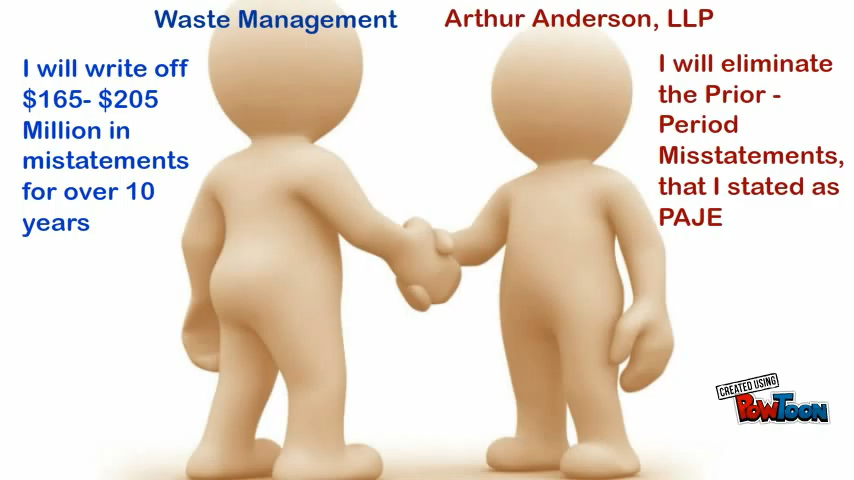 Waste Management
I will write off
$165- $205
Million in
mistatements
for over 10
years
Arthur Anderson, LLP
I will eliminate
the Prior -
Period
Misstatements,
that I stated as
PAJE
CREATED USING
POWTOON